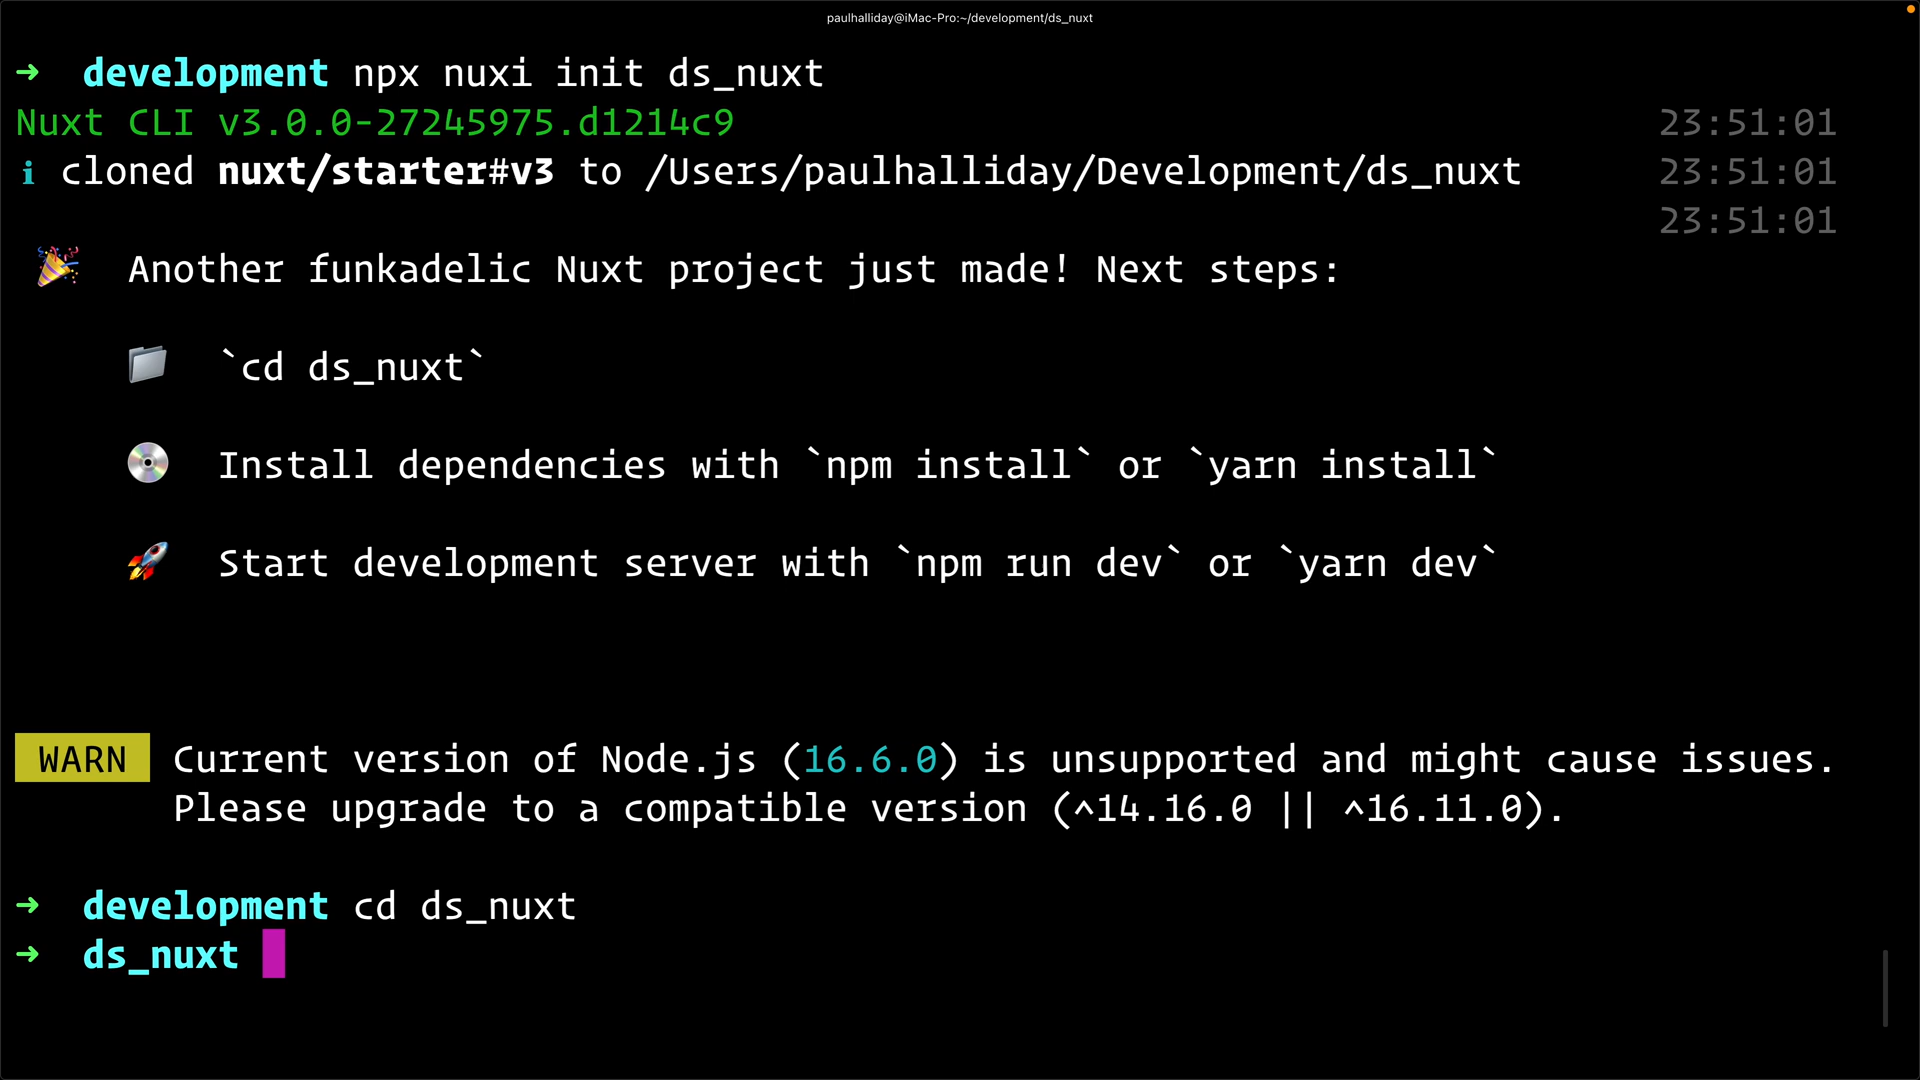 paulhalliday@iMac-Pro:~/development/ds_nuxt
➜ development npx nuxi init ds_nuxt
Nuxt CLI v3.0.0-27245975.d1214c9 23:51:01
ℹ cloned nuxt/starter#v3 to /Users/paulhalliday/Development/ds_nuxt 23:51:01
23:51:01
🎉 Another funkadelic Nuxt project just made! Next steps:
📁 `cd ds_nuxt`
💿 Install dependencies with `npm install` or `yarn install`
🚀 Start development server with `npm run dev` or `yarn dev`
WARN Current version of Node.js (16.6.0) is unsupported and might cause issues.
Please upgrade to a compatible version (^14.16.0 || ^16.11.0).
➜ development cd ds_nuxt
➜ ds_nuxt